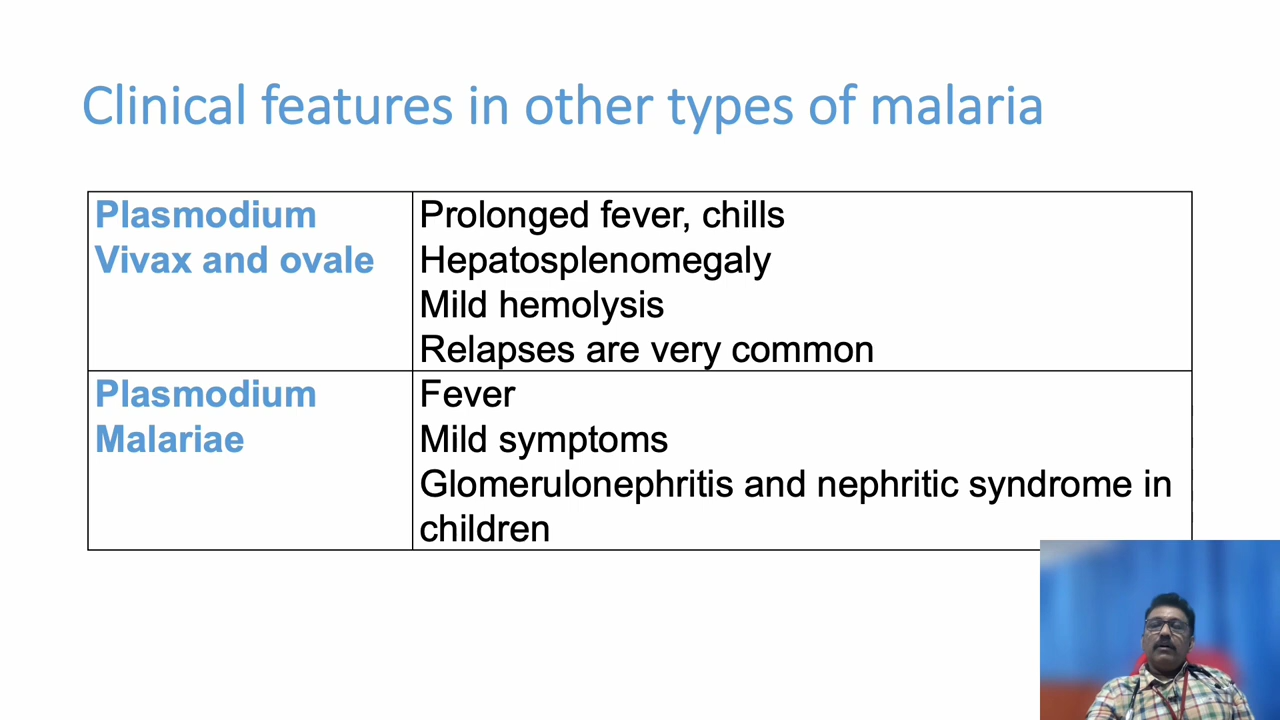 Clinical features in other types of malaria
Plasmodium
Vivax and ovale
Prolonged fever, chills
Hepatosplenomegaly
Mild hemolysis
Relapses are very common
Plasmodium
Malariae
Fever
Mild symptoms
Glomerulonephritis and nephritic syndrome in
children